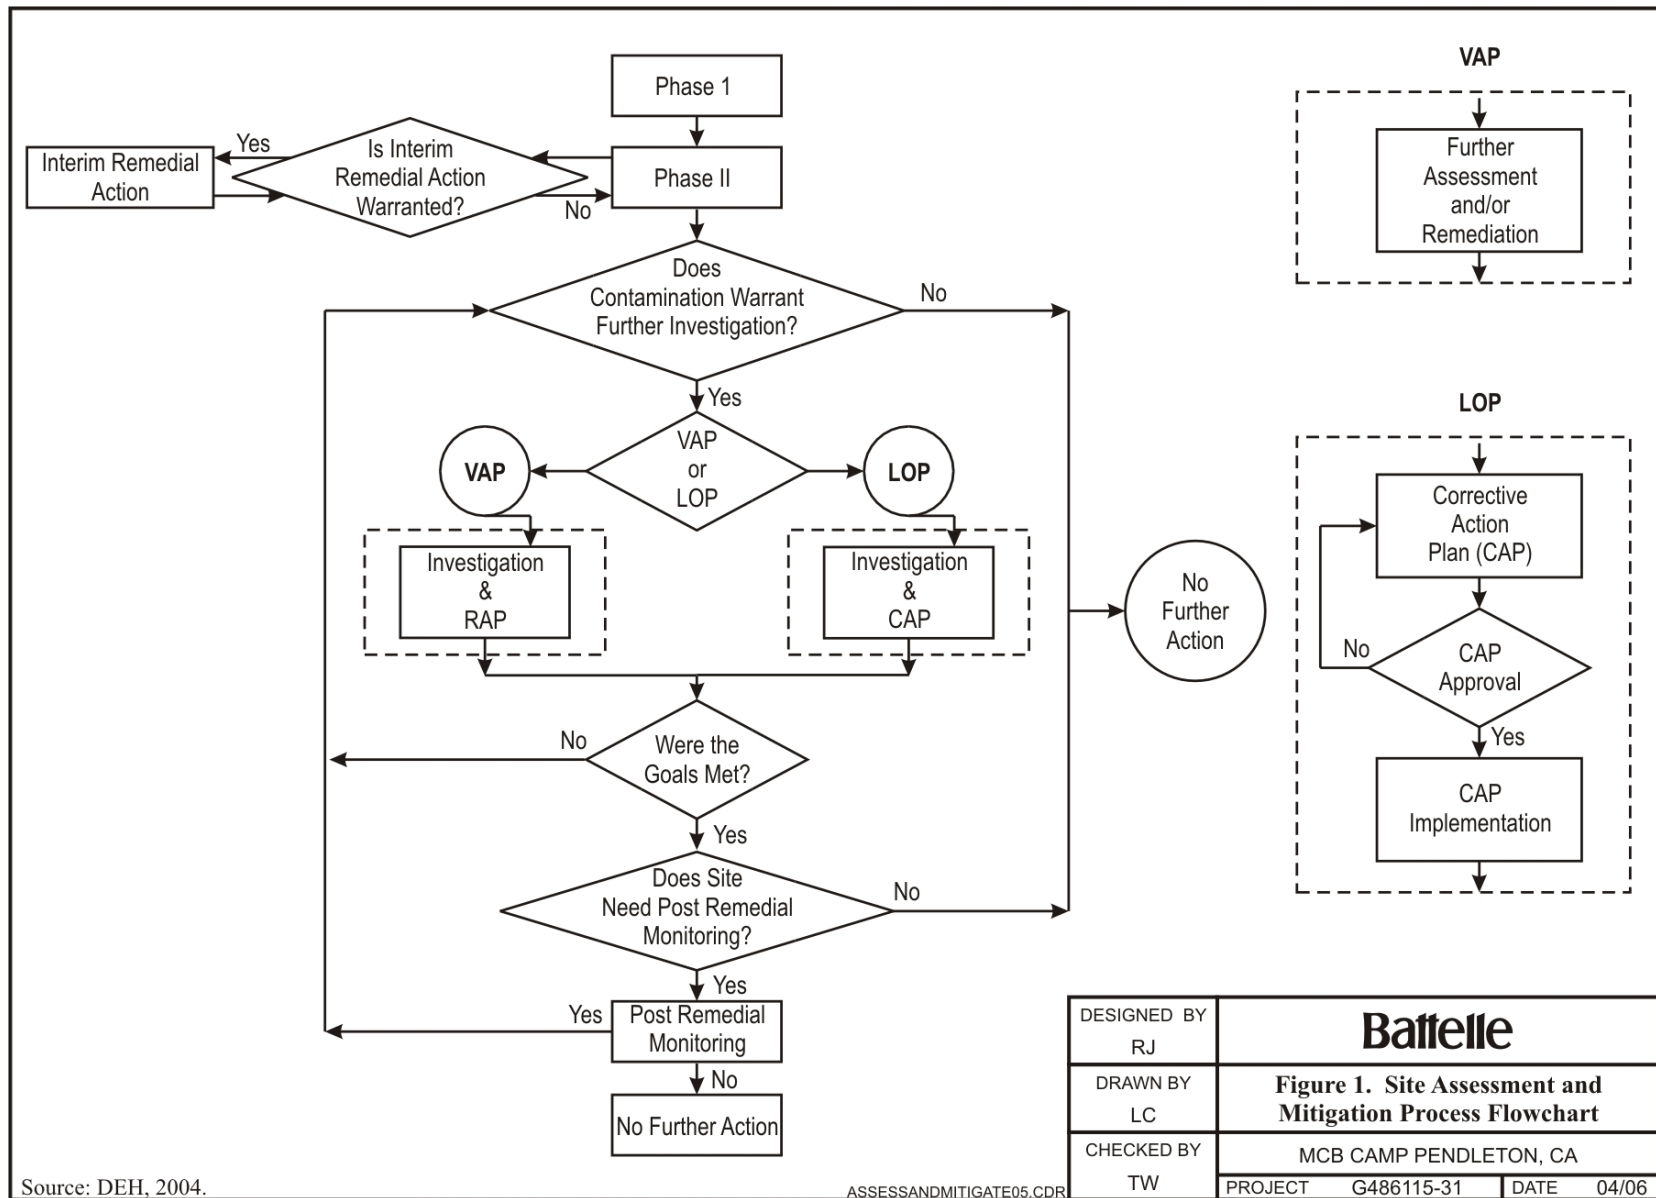 Phase 1
Yes
Interim Remedial
Action
Is Interim
Remedial Action
Warranted?
Phase II
No
Does
Contamination Warrant
Further Investigation?
No
Yes
VAP
VAP
or
LOP
LOP
Investigation
&
RAP
Investigation
&
CAP
No
Further
Action
No
Were the
Goals Met?
Yes
Does Site
Need Post Remedial
Monitoring?
No
Yes
Yes
Post Remedial
Monitoring
No
No Further Action
VAP
Further
Assessment
and/or
Remediation
LOP
Corrective
Action
Plan (CAP)
No
CAP
Approval
Yes
CAP
Implementation
DESIGNED BY
RJ
Battelle
DRAWN BY
LC
Figure 1. Site Assessment and
Mitigation Process Flowchart
CHECKED BY
TW
MCB CAMP PENDLETON, CA
PROJECT G486115-31 DATE 04/06
Source: DEH, 2004.
ASSESSANDMITIGATE05.CDR